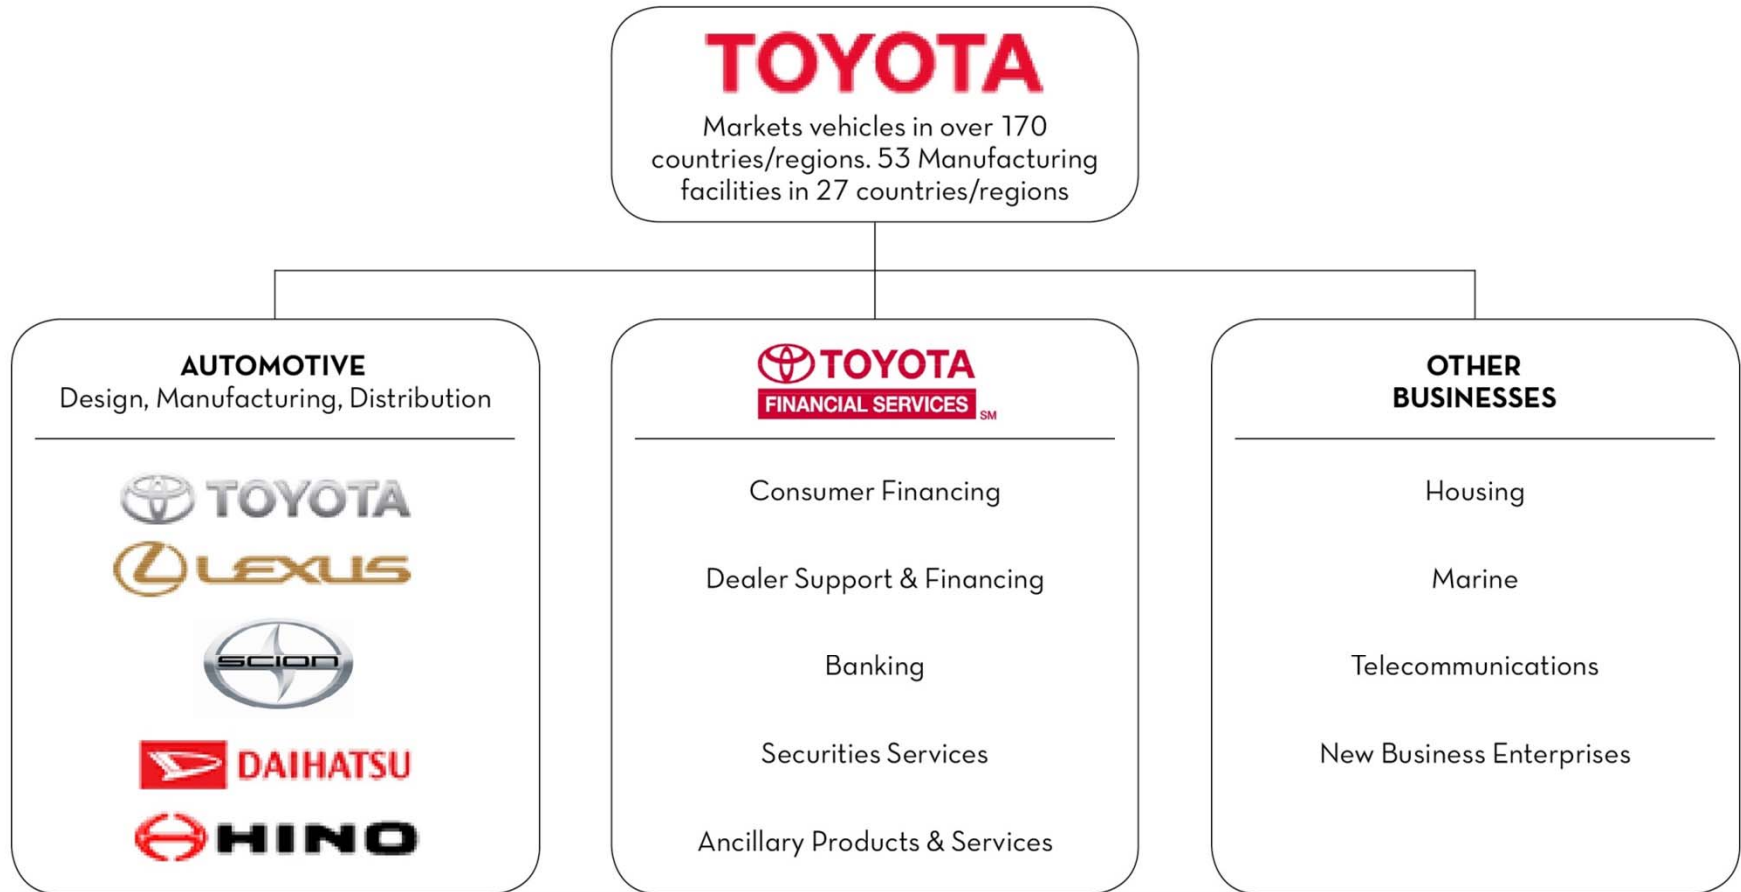 TOYOTA
Markets vehicles in over 170
countries/regions. 53 Manufacturing
facilities in 27 countries/regions
AUTOMOTIVE
Design, Manufacturing, Distribution
TOYOTA
LEXUS
SCION
DAIHATSU
HINO
TOYOTA
FINANCIAL SERVICES SM
Consumer Financing
Dealer Support & Financing
Banking
Securities Services
Ancillary Products & Services
OTHER
BUSINESSES
Housing
Marine
Telecommunications
New Business Enterprises